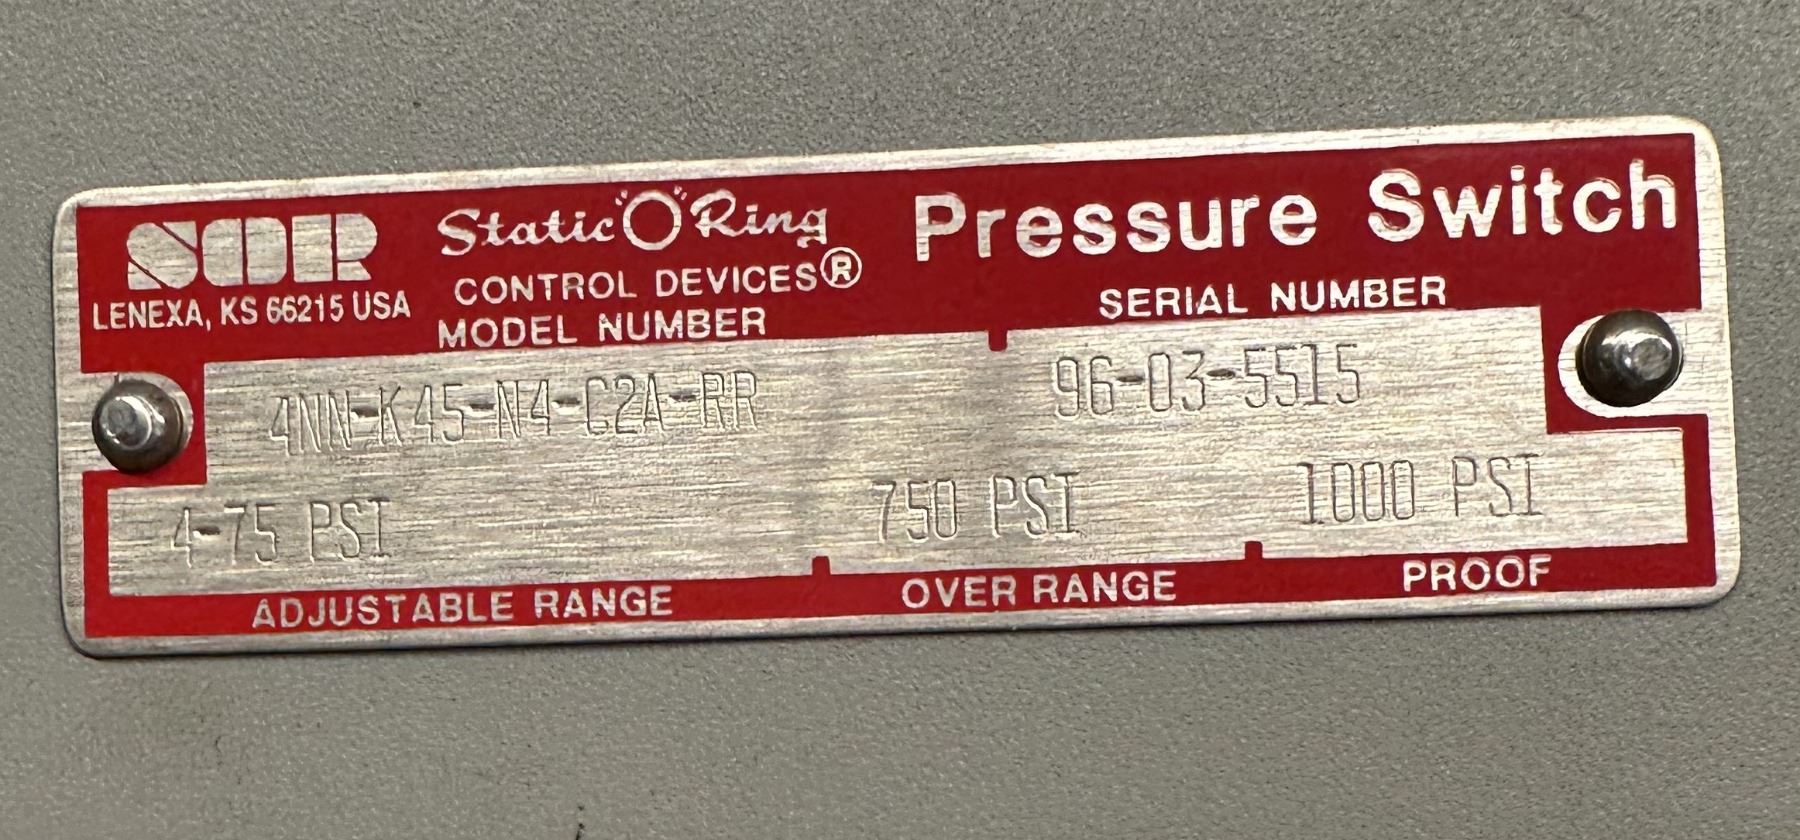 SOR Static "O" Ring Pressure Switch
LENEXA, KS 66215 USA CONTROL DEVICES®
MODEL NUMBER SERIAL NUMBER
4NN-K45-N4-C2A-RR 96-03-5515
4-75 PSI 750 PSI 1000 PSI
ADJUSTABLE RANGE OVER RANGE PROOF